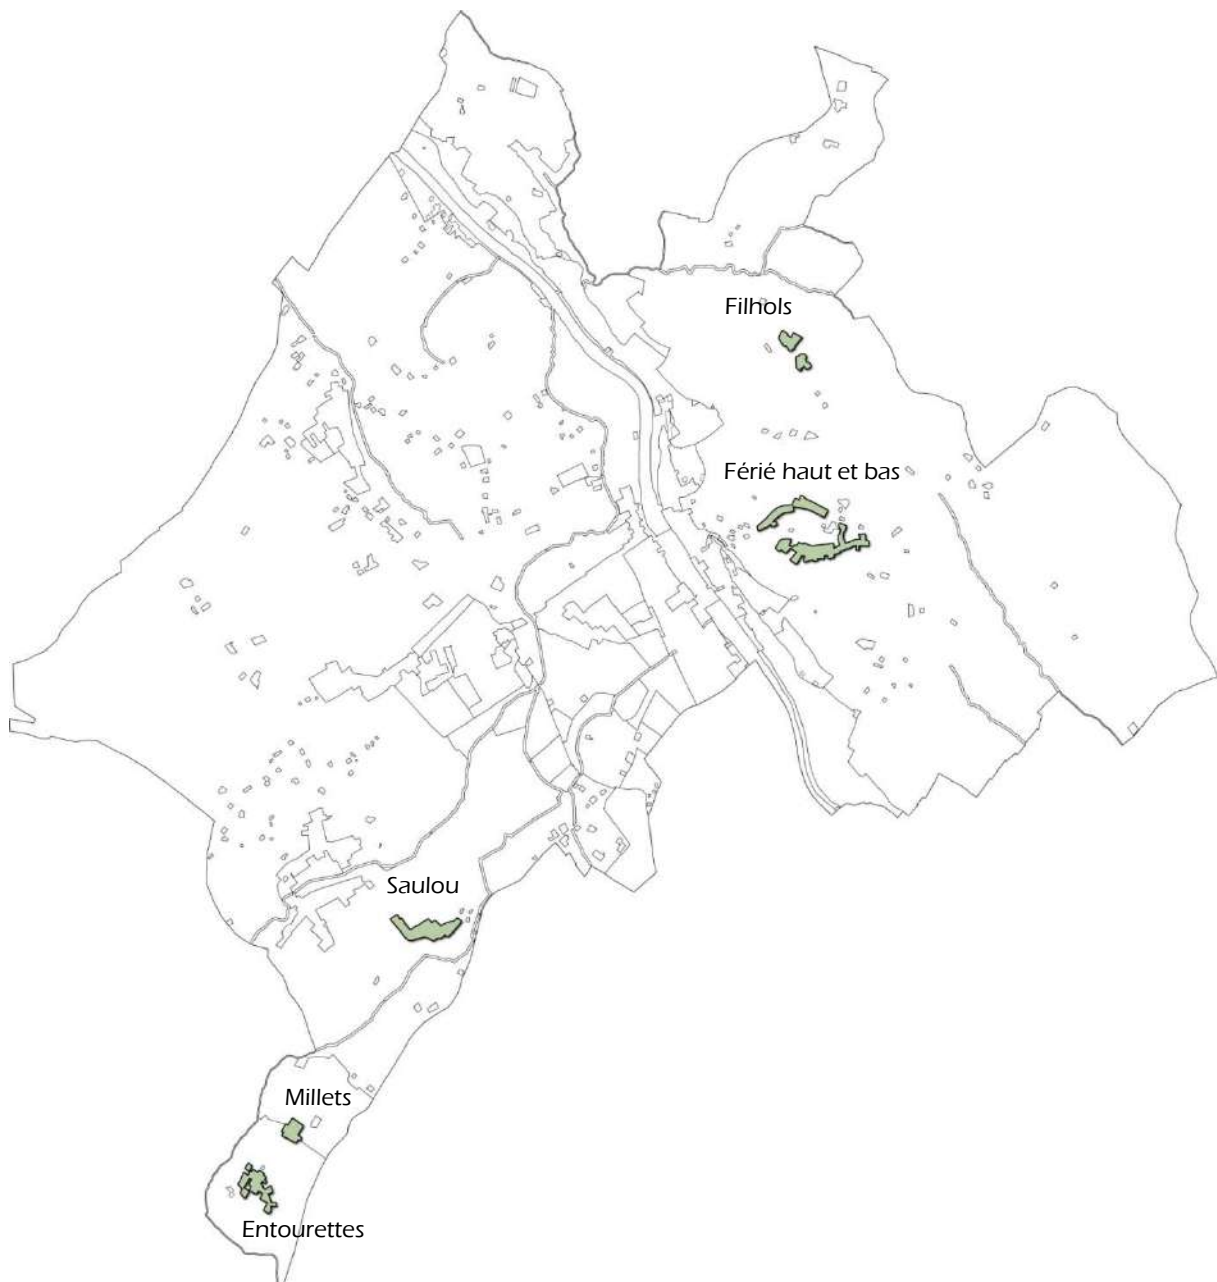 Filhols
Férié haut et bas
Saulou
Millets
Entourettes